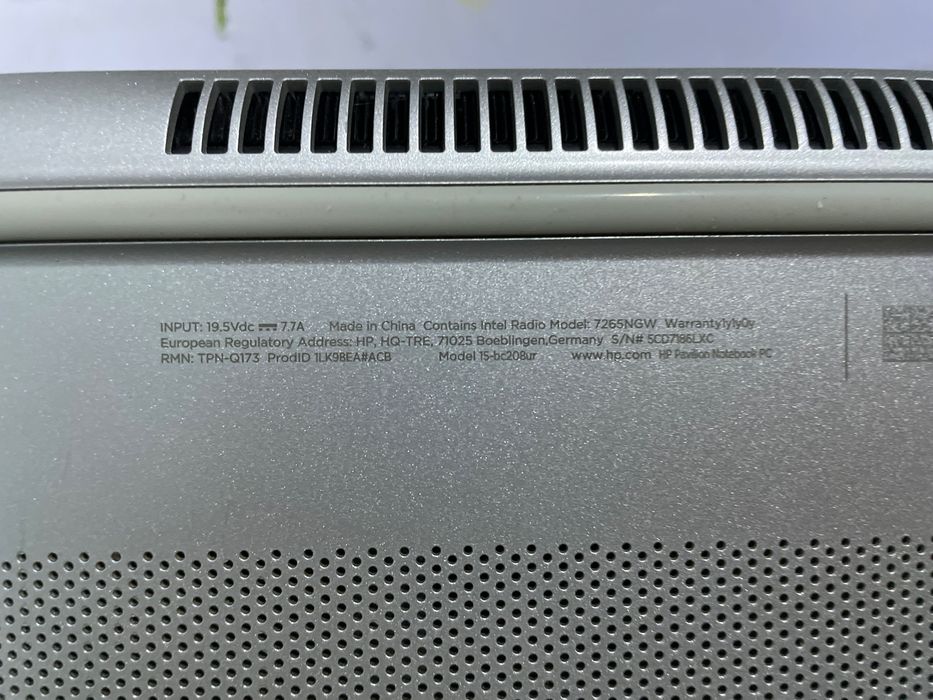 INPUT: 19.5Vdc ⎓ 7.7A Made in China Contains Intel Radio Model: 7265NGW Warranty1y1y0y
European Regulatory Address: HP, HQ-TRE, 71025 Boeblingen,Germany S/N# 5CD7186LXC
RMN: TPN-Q173 ProdID 1LK98EA#ACB Model 15-bc208ur www.hp.com HP Pavilion Notebook PC